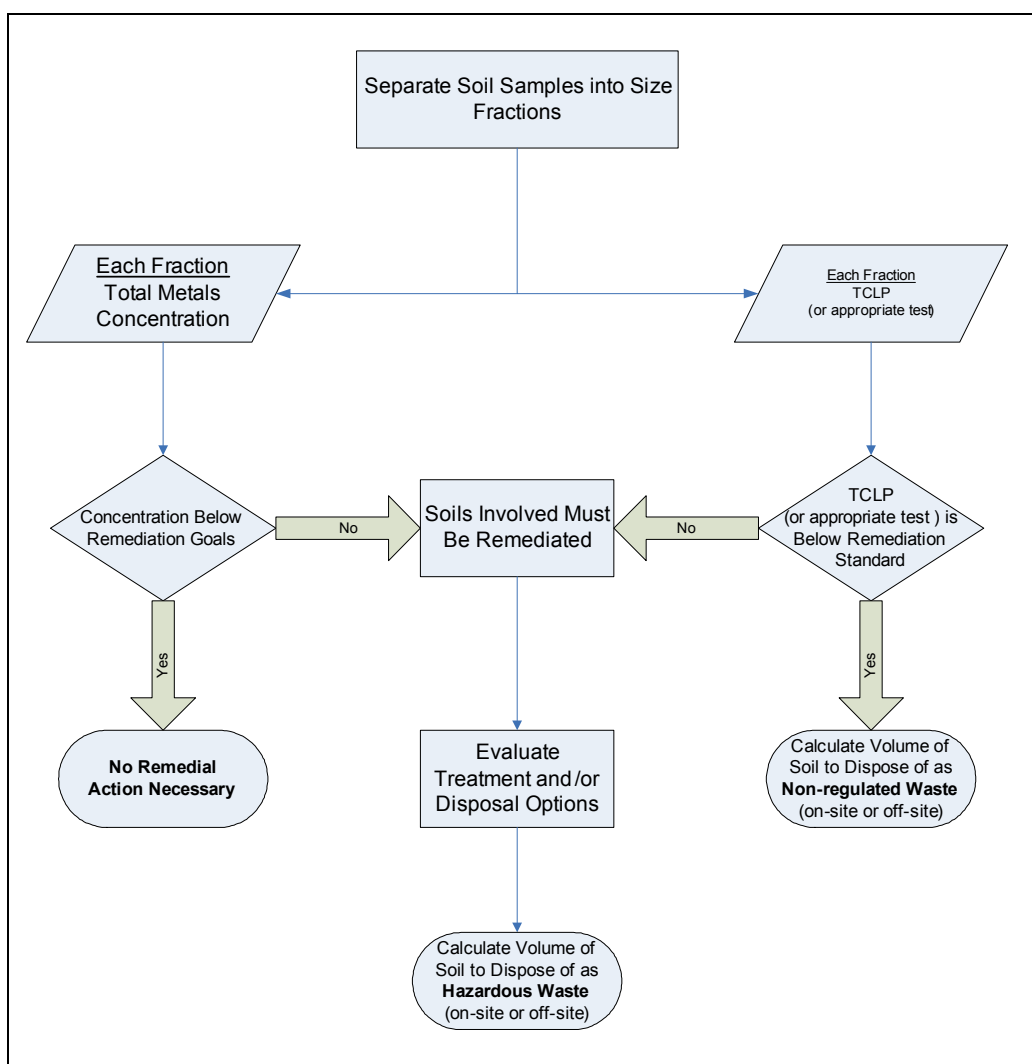 Separate Soil Samples into Size
Fractions
Each Fraction
Total Metals
Concentration
Each Fraction
TCLP
(or appropriate test)
Concentration Below
Remediation Goals
No
Soils Involved Must
Be Remediated
No
TCLP
(or appropriate test ) is
Below Remediation
Standard
Yes
Yes
No Remedial
Action Necessary
Evaluate
Treatment and /or
Disposal Options
Calculate Volume of
Soil to Dispose of as
Non-regulated Waste
(on-site or off-site)
Calculate Volume of
Soil to Dispose of as
Hazardous Waste
(on-site or off-site)